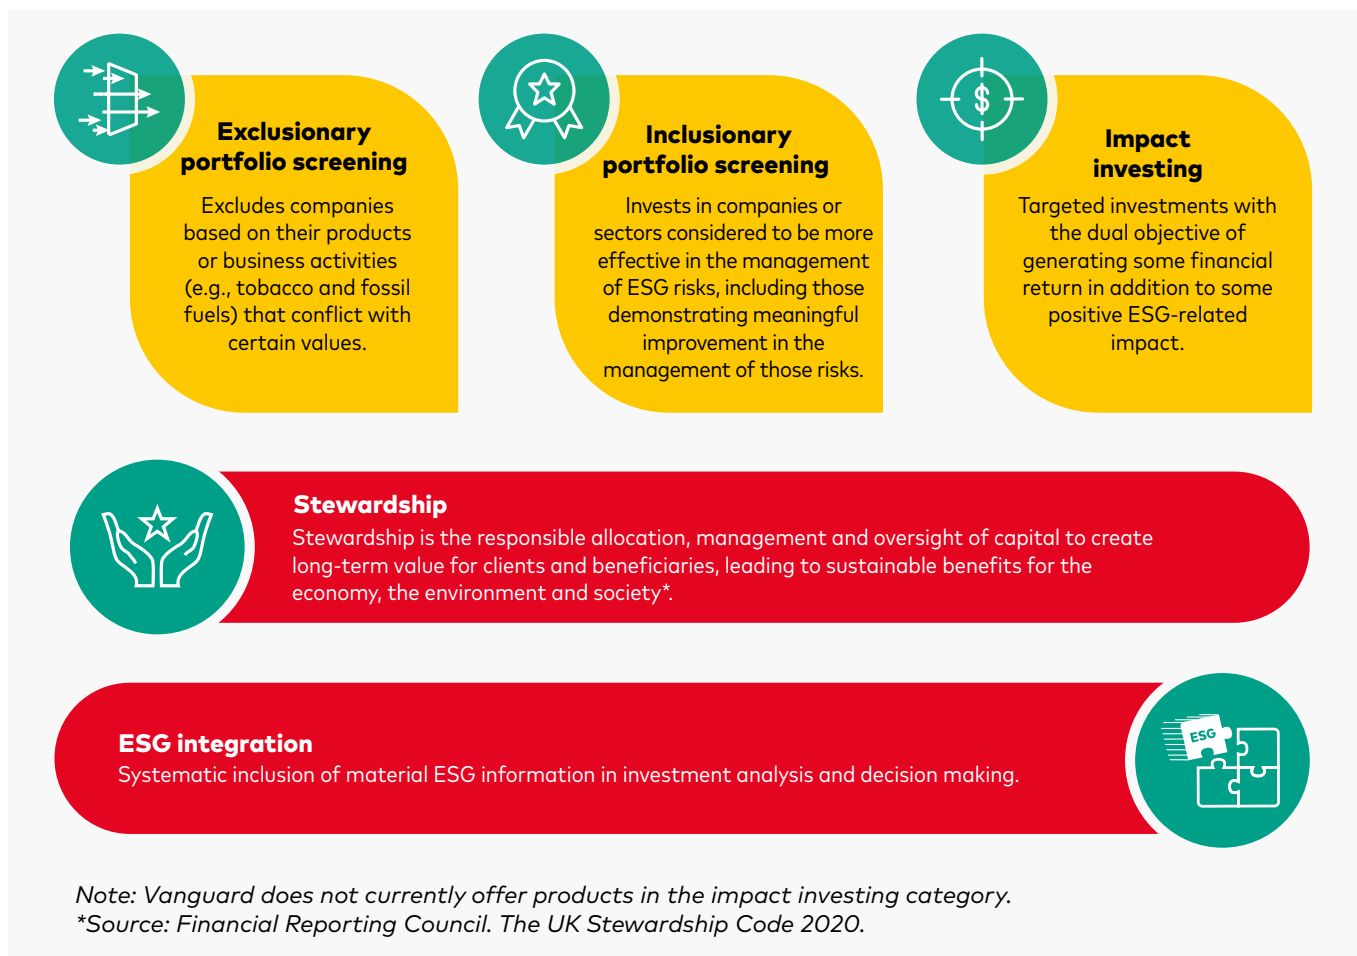 Exclusionary
portfolio screening
Excludes companies
based on their products
or business activities
(e.g., tobacco and fossil
fuels) that conflict with
certain values.
Inclusionary
portfolio screening
Invests in companies or
sectors considered to be more
effective in the management
of ESG risks, including those
demonstrating meaningful
improvement in the
management of those risks.
$
Impact
investing
Targeted investments with
the dual objective of
generating some financial
return in addition to some
positive ESG-related
impact.
Stewardship
Stewardship is the responsible allocation, management and oversight of capital to create
long-term value for clients and beneficiaries, leading to sustainable benefits for the
economy, the environment and society*.
ESG integration
Systematic inclusion of material ESG information in investment analysis and decision making.
ESG
Note: Vanguard does not currently offer products in the impact investing category.
*Source: Financial Reporting Council. The UK Stewardship Code 2020.